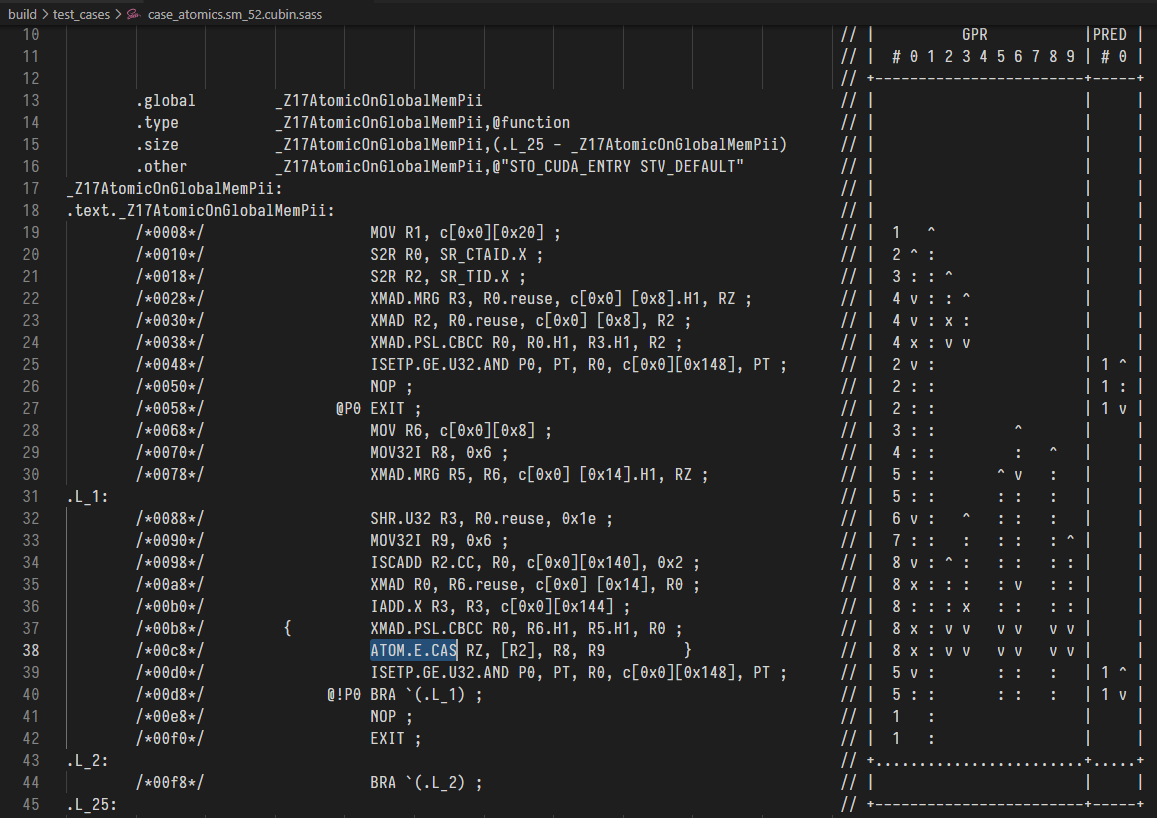 build > test_cases > case_atomics.sm_52.cubin.sass
10 // | GPR |PRED |
11 // | # 0 1 2 3 4 5 6 7 8 9 | # 0 |
12 // +------------------------+-----+
13 .global _Z17AtomicOnGlobalMemPii // | | |
14 .type _Z17AtomicOnGlobalMemPii,@function // | | |
15 .size _Z17AtomicOnGlobalMemPii,(.L_25 - _Z17AtomicOnGlobalMemPii) // | | |
16 .other _Z17AtomicOnGlobalMemPii,@"STO_CUDA_ENTRY STV_DEFAULT" // | | |
17 _Z17AtomicOnGlobalMemPii: // | | |
18 .text._Z17AtomicOnGlobalMemPii: // | | |
19 /*0008*/ MOV R1, c[0x0][0x20] ; // | 1 ^ | |
20 /*0010*/ S2R R0, SR_CTAID.X ; // | 2 ^ : | |
21 /*0018*/ S2R R2, SR_TID.X ; // | 3 : : ^ | |
22 /*0028*/ XMAD.MRG R3, R0.reuse, c[0x0] [0x8].H1, RZ ; // | 4 v : : ^ | |
23 /*0030*/ XMAD R2, R0.reuse, c[0x0] [0x8], R2 ; // | 4 v : x : | |
24 /*0038*/ XMAD.PSL.CBCC R0, R0.H1, R3.H1, R2 ; // | 4 x : v v | |
25 /*0048*/ ISETP.GE.U32.AND P0, PT, R0, c[0x0][0x148], PT ; // | 2 v : | 1 ^ |
26 /*0050*/ NOP ; // | 2 : : | 1 : |
27 /*0058*/ @P0 EXIT ; // | 2 : : | 1 v |
28 /*0068*/ MOV R6, c[0x0][0x8] ; // | 3 : : ^ | |
29 /*0070*/ MOV32I R8, 0x6 ; // | 4 : : : ^ | |
30 /*0078*/ XMAD.MRG R5, R6, c[0x0] [0x14].H1, RZ ; // | 5 : : ^ v : | |
31 .L_1: // | 5 : : : : : | |
32 /*0088*/ SHR.U32 R3, R0.reuse, 0x1e ; // | 6 v : ^ : : : | |
33 /*0090*/ MOV32I R9, 0x6 ; // | 7 : : : : : : ^ | |
34 /*0098*/ ISCADD R2.CC, R0, c[0x0][0x140], 0x2 ; // | 8 v : ^ : : : : : | |
35 /*00a8*/ XMAD R0, R6.reuse, c[0x0] [0x14], R0 ; // | 8 x : : : : v : : | |
36 /*00b0*/ IADD.X R3, R3, c[0x0][0x144] ; // | 8 : : : x : : : : | |
37 /*00b8*/ { XMAD.PSL.CBCC R0, R6.H1, R5.H1, R0 ; // | 8 x : v v v v v v | |
38 /*00c8*/ ATOM.E.CAS RZ, [R2], R8, R9 } // | 8 x : v v v v v v | |
39 /*00d0*/ ISETP.GE.U32.AND P0, PT, R0, c[0x0][0x148], PT ; // | 5 v : : : : | 1 ^ |
40 /*00d8*/ @!P0 BRA `(.L_1) ; // | 5 : : : : : | 1 v |
41 /*00e8*/ NOP ; // | 1 : | |
42 /*00f0*/ EXIT ; // | 1 : | |
43 .L_2: // +........................+.....+
44 /*00f8*/ BRA `(.L_2) ; // | | |
45 .L_25: // +------------------------+-----+